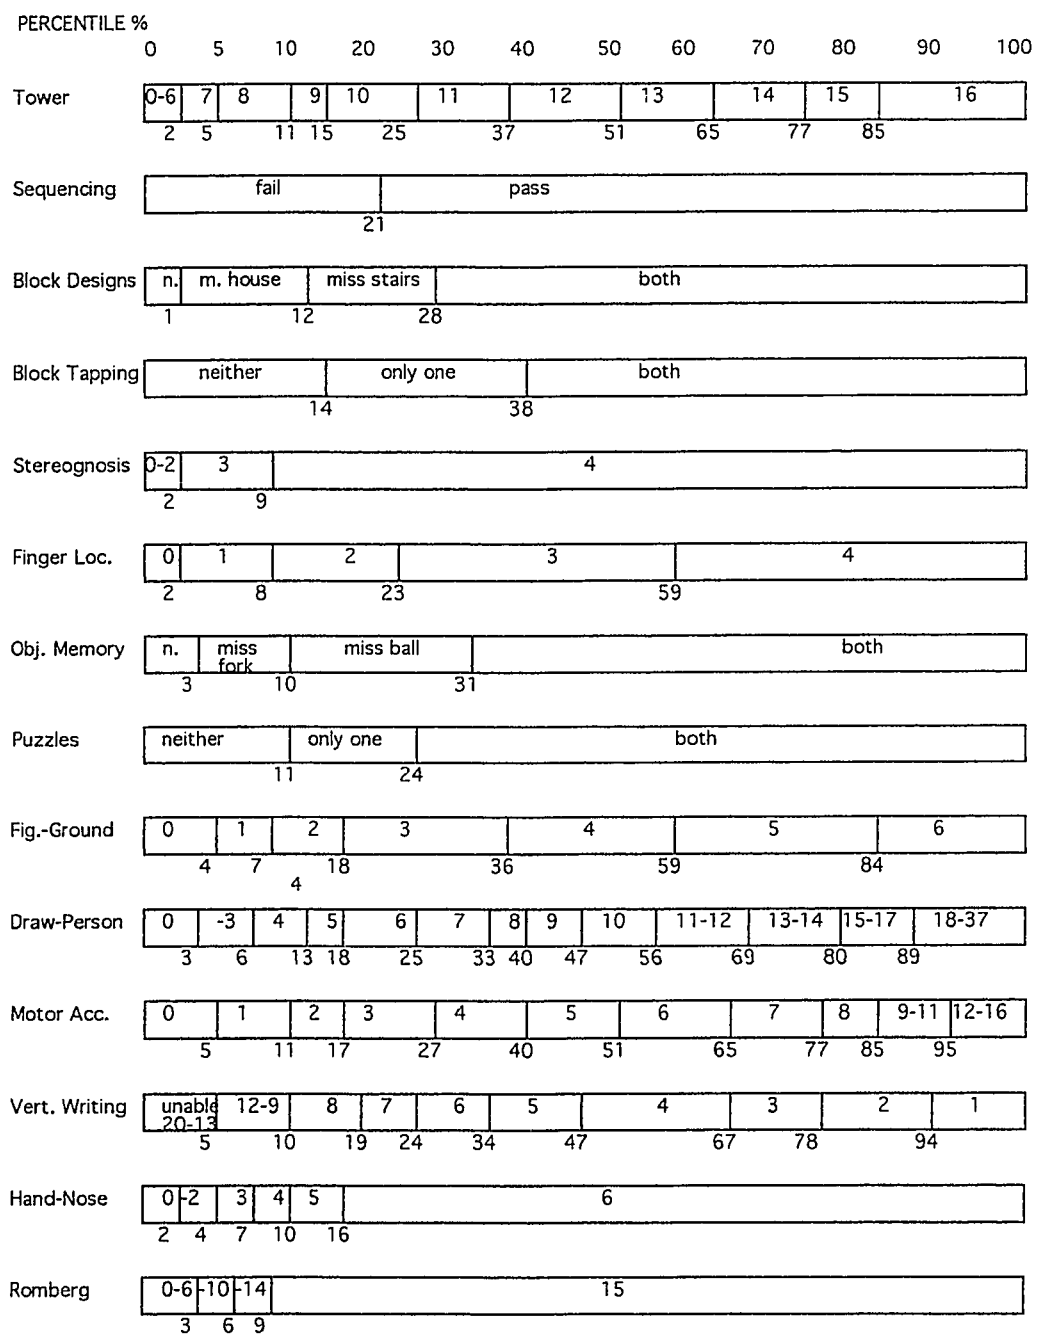 PERCENTILE %
0 5 10 20 30 40 50 60 70 80 90 100
Tower 0-6 7 8 9 10 11 12 13 14 15 16
2 5 11 15 25 37 51 65 77 85
Sequencing fail pass
21
Block Designs n. m. house miss stairs both
1 12 28
Block Tapping neither only one both
14 38
Stereognosis 0-2 3 4
2 9
Finger Loc. 0 1 2 3 4
2 8 23 59
Obj. Memory n. miss miss ball both
fork
3 10 31
Puzzles neither only one both
11 24
Fig.-Ground 0 1 2 3 4 5 6
4 7 18 36 59 84
4
Draw-Person 0 -3 4 5 6 7 8 9 10 11-12 13-14 15-17 18-37
3 6 13 18 25 33 40 47 56 69 80 89
Motor Acc. 0 1 2 3 4 5 6 7 8 9-11 12-16
5 11 17 27 40 51 65 77 85 95
Vert. Writing unable 12-9 8 7 6 5 4 3 2 1
20-13
5 10 19 24 34 47 67 78 94
Hand-Nose 0 -2 3 4 5 6
2 4 7 10 16
Romberg 0-6 -10 -14 15
3 6 9